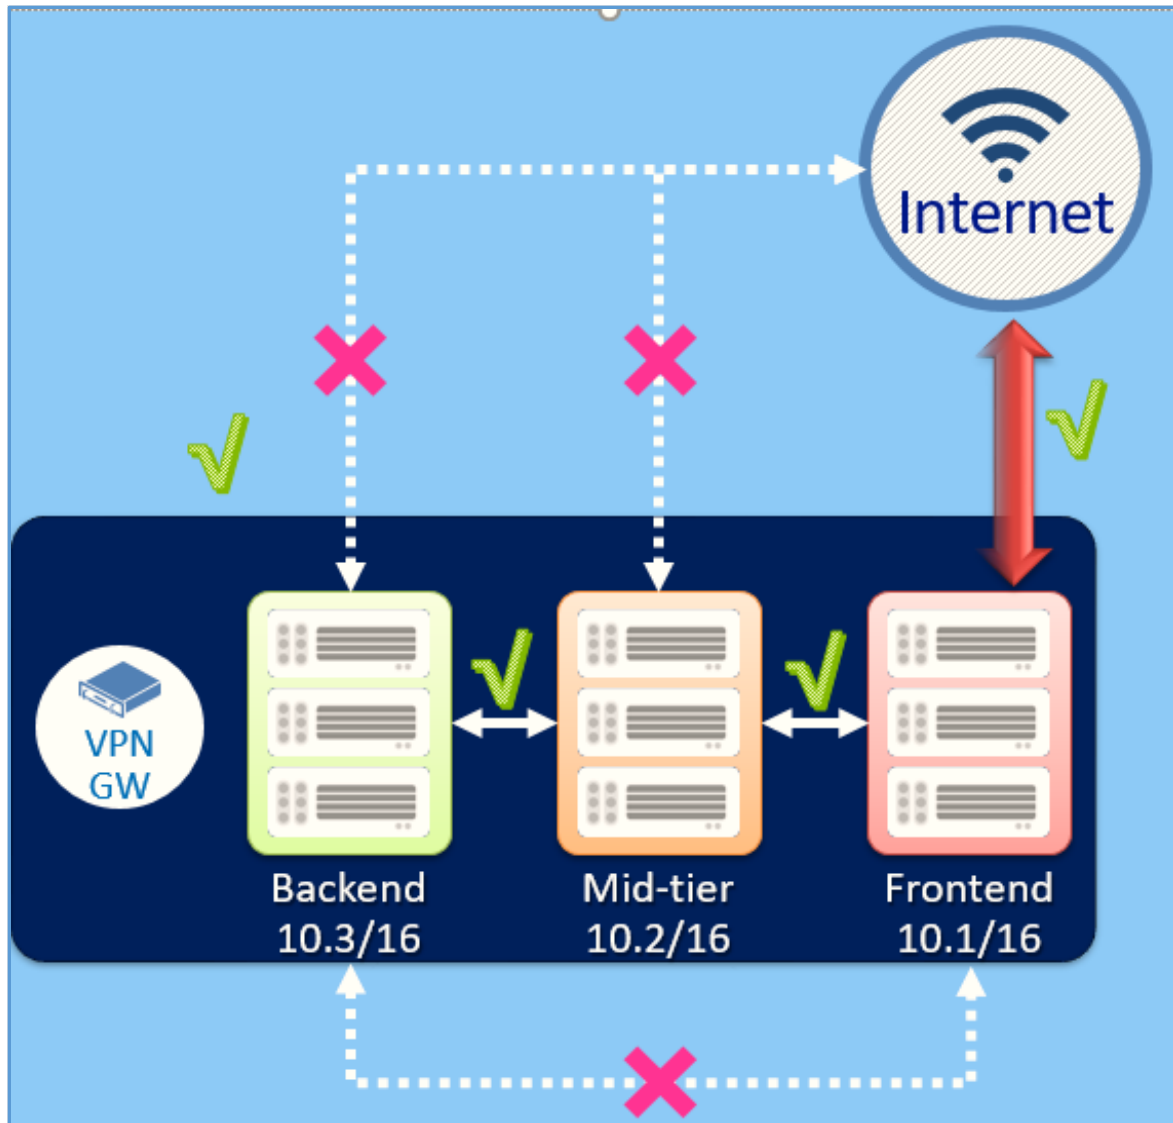 Internet
VPN
GW
Backend
10.3/16
Mid-tier
10.2/16
Frontend
10.1/16